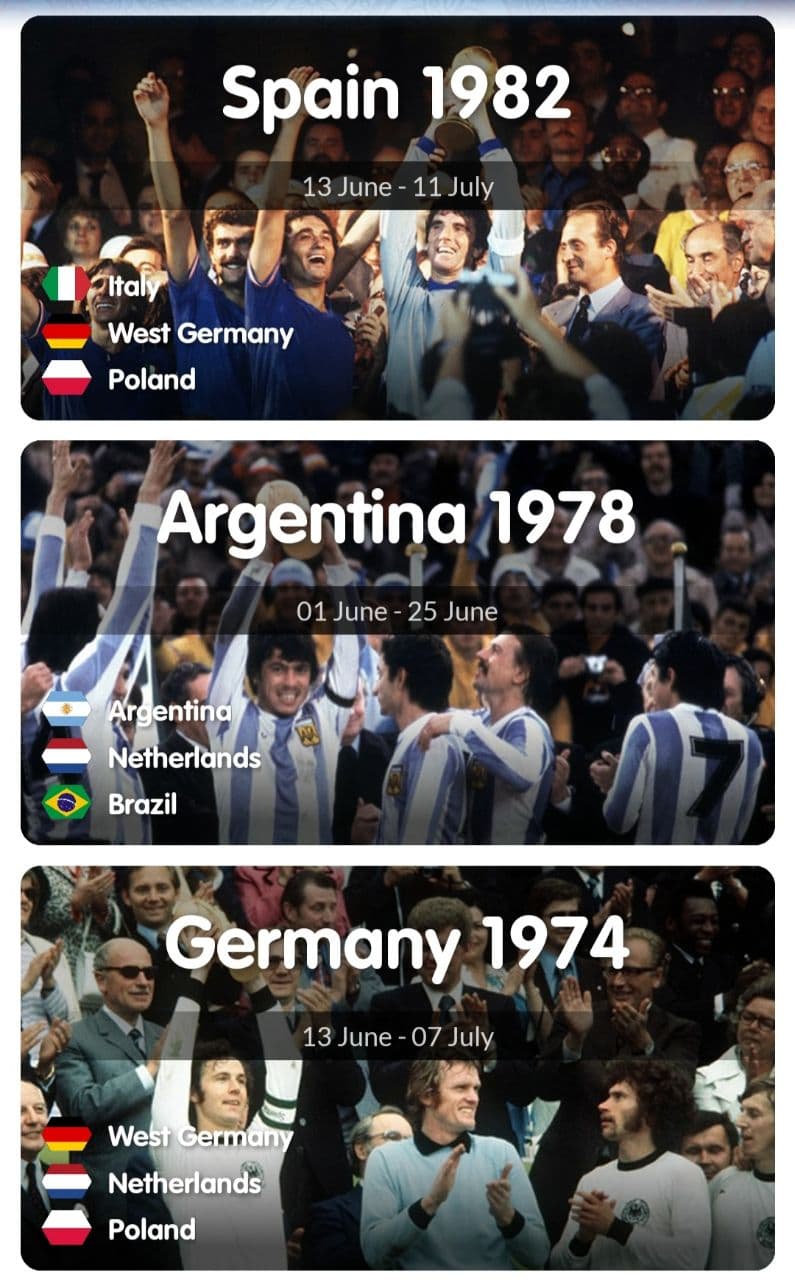 Spain 1982
13 June - 11 July
Italy
West Germany
Poland
Argentina 1978
01 June - 25 June
Argentina
Netherlands
Brazil
7
Germany 1974
13 June - 07 July
West Germany
Netherlands
Poland